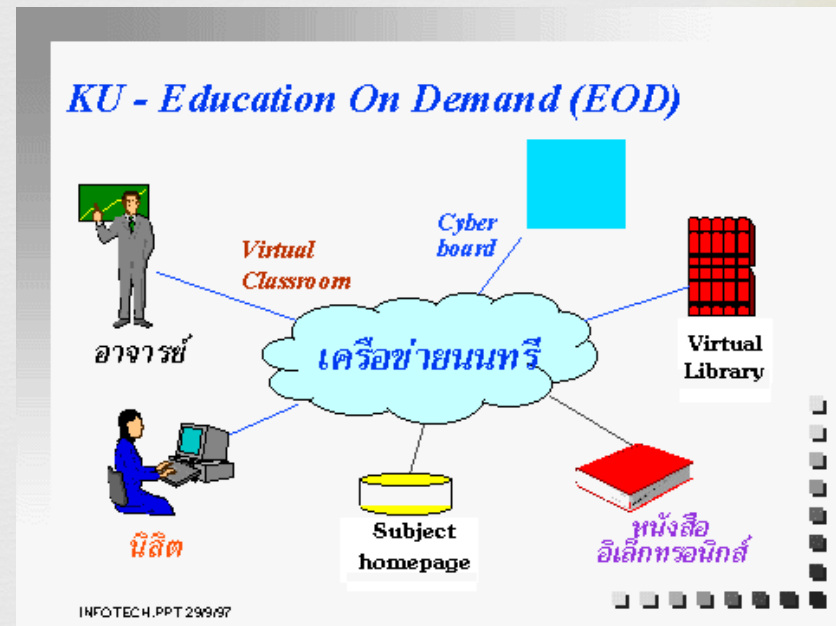 KU - Education On Demand (EOD)
Cyber
board
Virtual
Classroom
อาจารย์
เครือข่ายนนทรี
Virtual
Library
นิสิต
Subject
homepage
หนังสือ
อิเล็กทรอนิกส์
INFOTECH.PPT 29/9/97